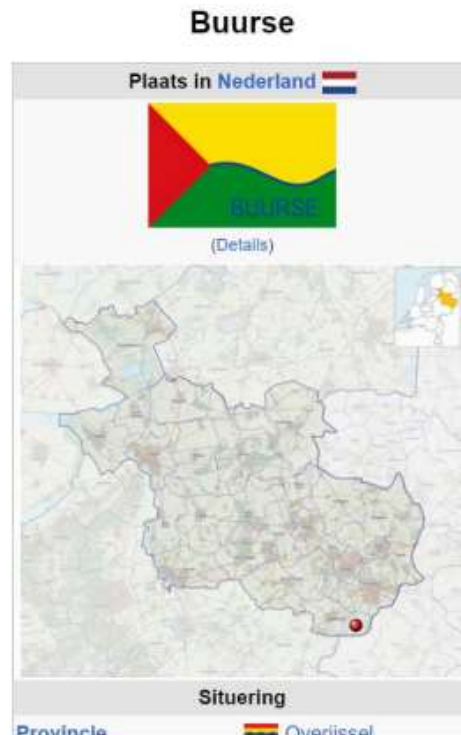 Buurse
Plaats in Nederland
BUURSE
(Details)
Situering
Provincie Overijssel